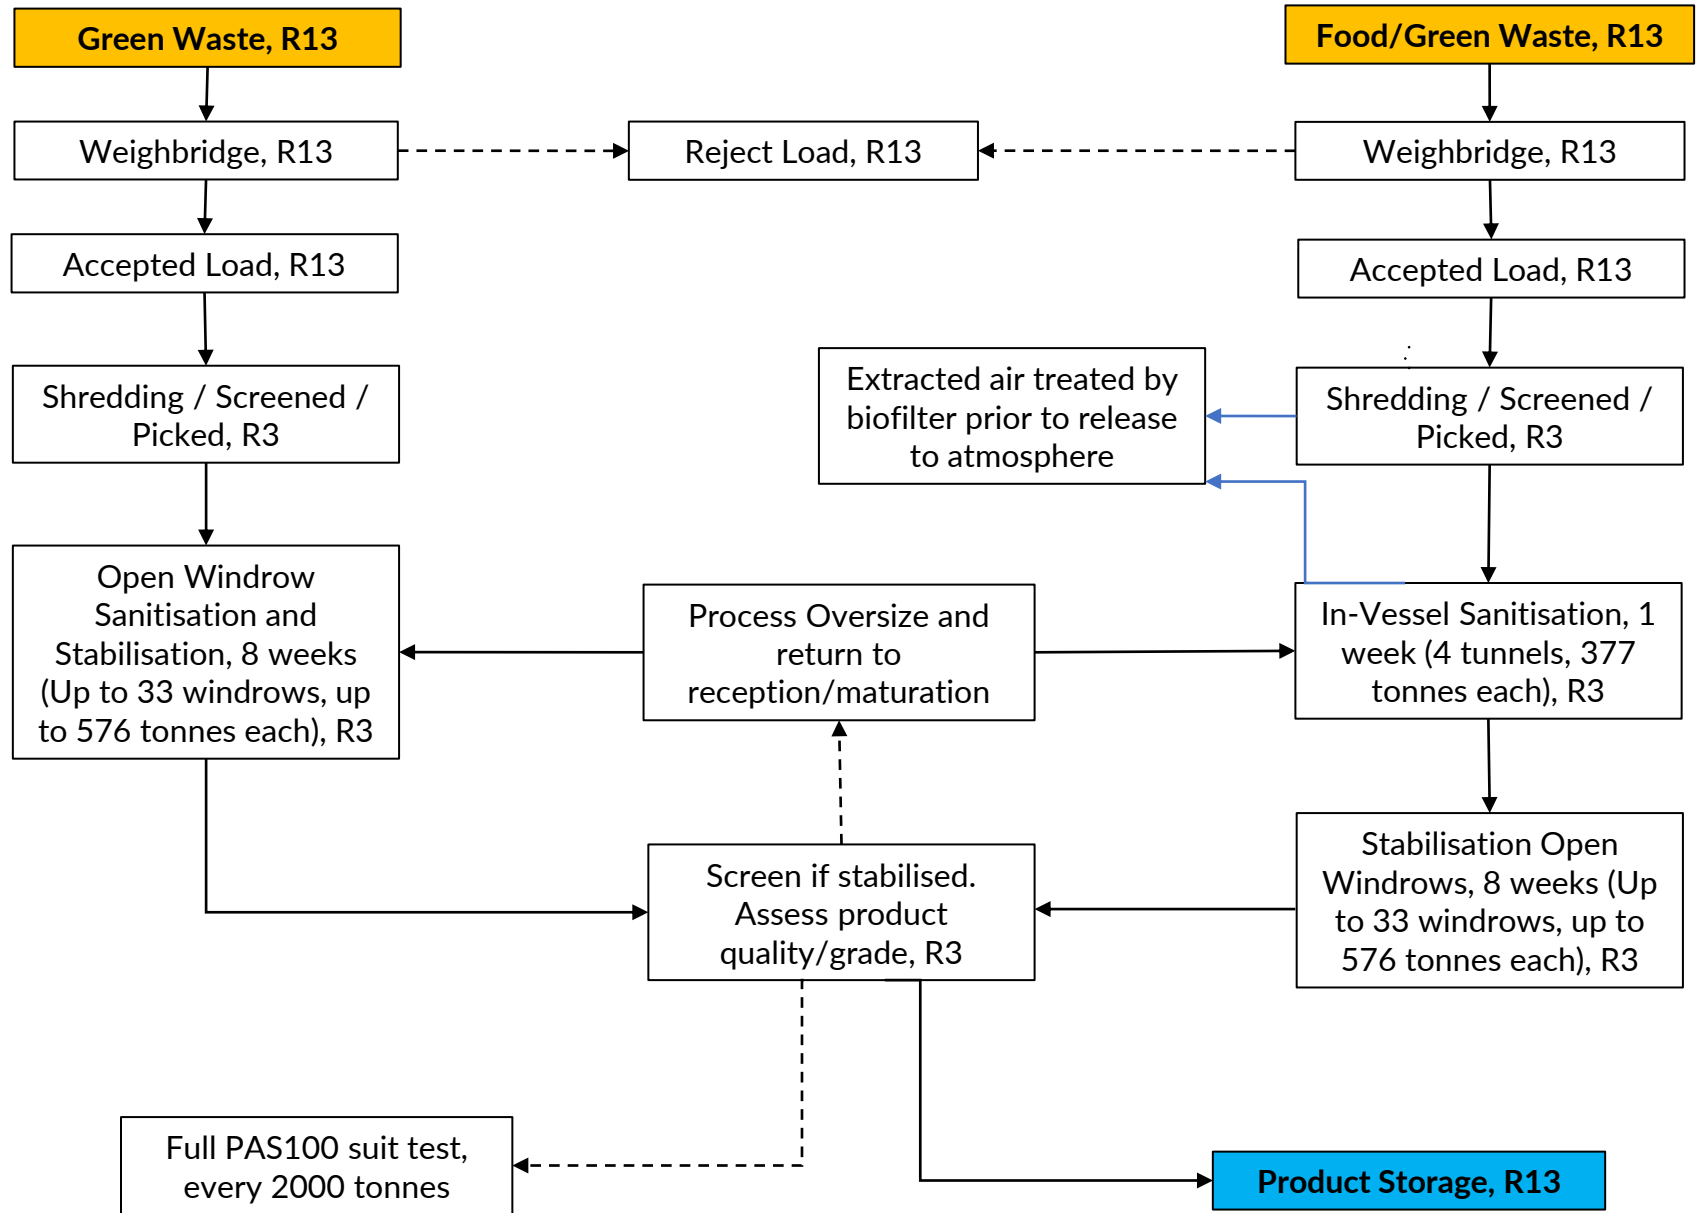 Green Waste, R13
Food/Green Waste, R13
Weighbridge, R13
Reject Load, R13
Weighbridge, R13
Accepted Load, R13
Accepted Load, R13
Shredding / Screened /
Picked, R3
Extracted air treated by
biofilter prior to release
to atmosphere
Shredding / Screened /
Picked, R3
Open Windrow
Sanitisation and
Stabilisation, 8 weeks
(Up to 33 windrows, up
to 576 tonnes each), R3
Process Oversize and
return to
reception/maturation
In-Vessel Sanitisation, 1
week (4 tunnels, 377
tonnes each), R3
Screen if stabilised.
Assess product
quality/grade, R3
Stabilisation Open
Windrows, 8 weeks (Up
to 33 windrows, up to
576 tonnes each), R3
Full PAS100 suit test,
every 2000 tonnes
Product Storage, R13